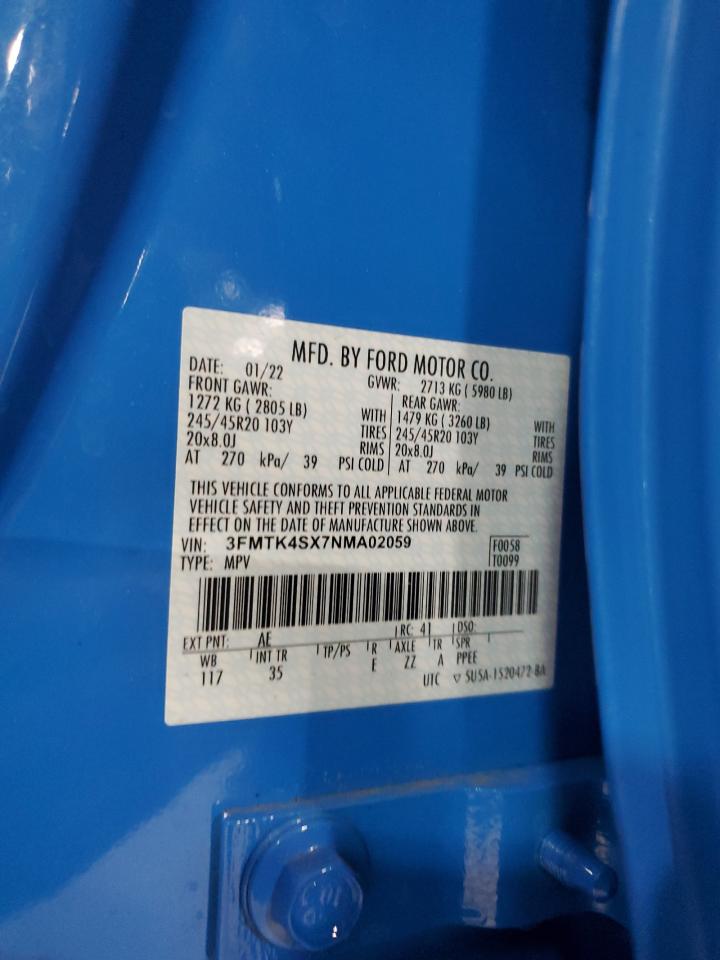 MFD. BY FORD MOTOR CO.
DATE: 01/22 GVWR: 2713 KG ( 5980 LB)
FRONT GAWR: REAR GAWR:
1272 KG ( 2805 LB) WITH 1479 KG ( 3260 LB) WITH
245/45R20 103Y TIRES 245/45R20 103Y TIRES
20x8.0J RIMS 20x8.0J RIMS
AT 270 kPa/ 39 PSI COLD AT 270 kPa/ 39 PSI COLD
THIS VEHICLE CONFORMS TO ALL APPLICABLE FEDERAL MOTOR
VEHICLE SAFETY AND THEFT PREVENTION STANDARDS IN
EFFECT ON THE DATE OF MANUFACTURE SHOWN ABOVE.
VIN: 3FMTK4SX7NMA02059 F0058
TYPE: MPV T0099
EXT PNT: AE RC: 41 DSO:
WB INT TR TP/PS R AXLE TR SPR
117 35 E ZZ A PPEE
UTC ▽ SU5A-1520472-BA